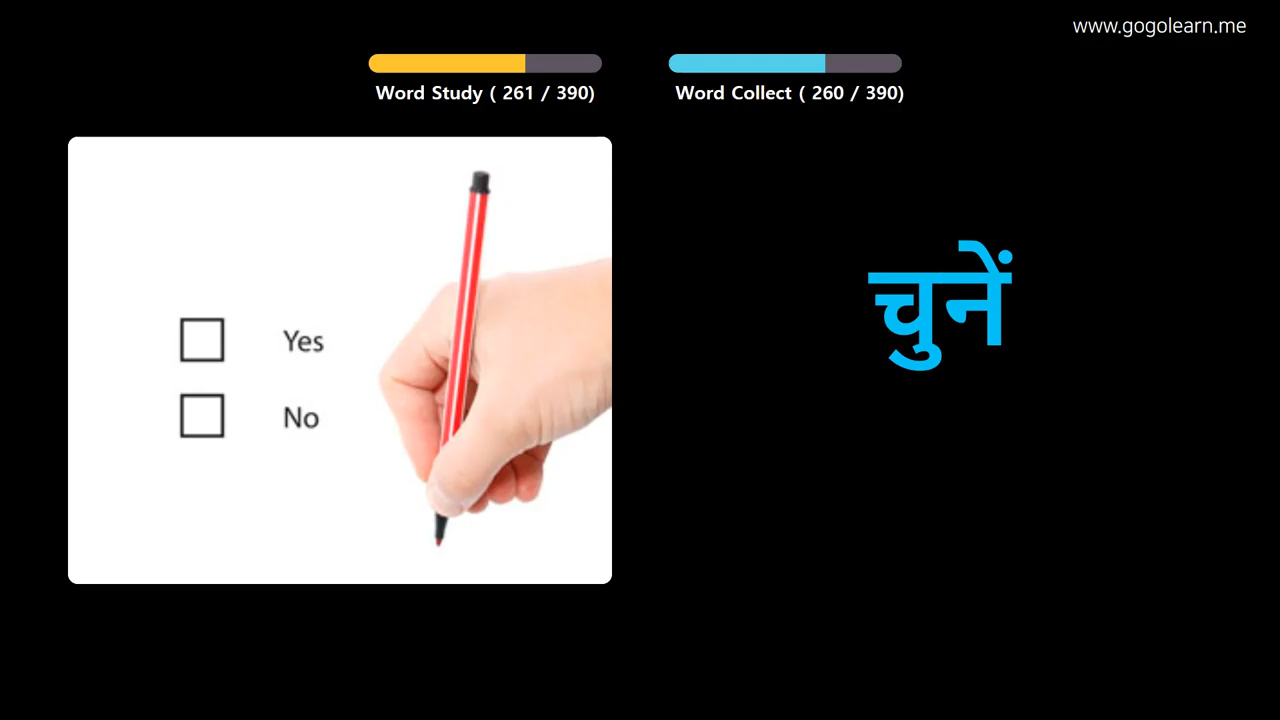 www.gogolearn.me
Word Study ( 261 / 390)
Word Collect ( 260 / 390)
Yes
No
चुनें